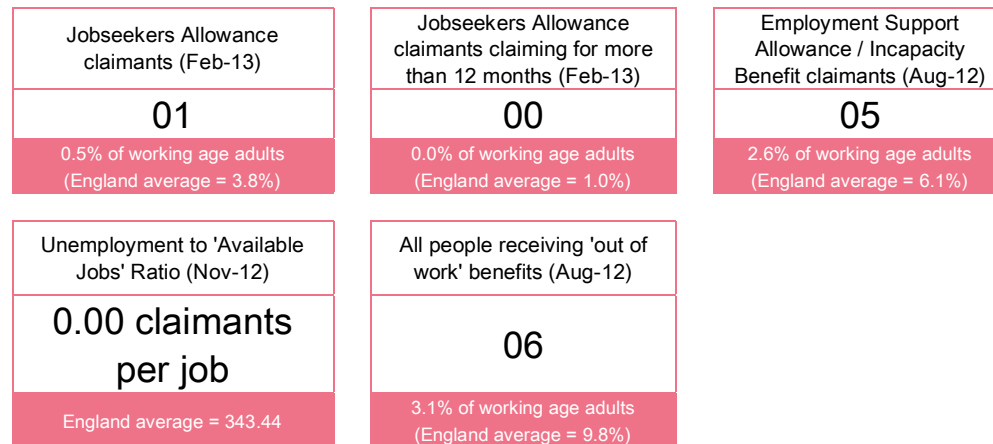 Jobseekers Allowance
claimants (Feb-13)
01
0.5% of working age adults
(England average = 3.8%)
Jobseekers Allowance
claimants claiming for more
than 12 months (Feb-13)
00
0.0% of working age adults
(England average = 1.0%)
Employment Support
Allowance / Incapacity
Benefit claimants (Aug-12)
05
2.6% of working age adults
(England average = 6.1%)
Unemployment to 'Available
Jobs' Ratio (Nov-12)
0.00 claimants
per job
England average = 343.44
All people receiving 'out of
work' benefits (Aug-12)
06
3.1% of working age adults
(England average = 9.8%)